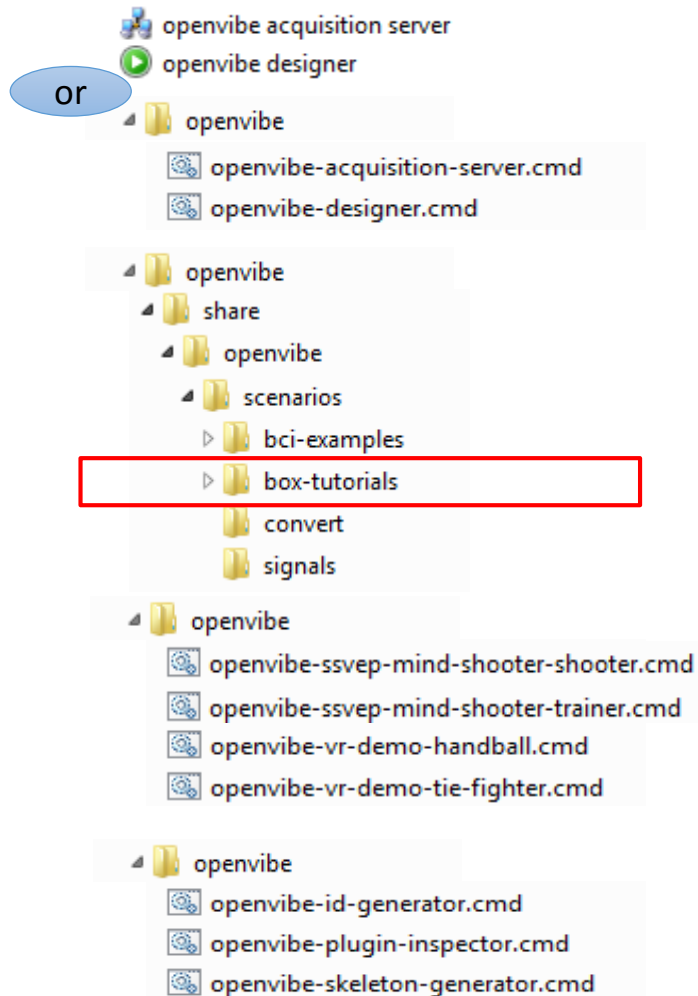 openvibe acquisition server
openvibe designer
or
openvibe
openvibe-acquisition-server.cmd
openvibe-designer.cmd
openvibe
share
openvibe
scenarios
bci-examples
box-tutorials
convert
signals
openvibe
openvibe-ssvep-mind-shooter-shooter.cmd
openvibe-ssvep-mind-shooter-trainer.cmd
openvibe-vr-demo-handball.cmd
openvibe-vr-demo-tie-fighter.cmd
openvibe
openvibe-id-generator.cmd
openvibe-plugin-inspector.cmd
openvibe-skeleton-generator.cmd